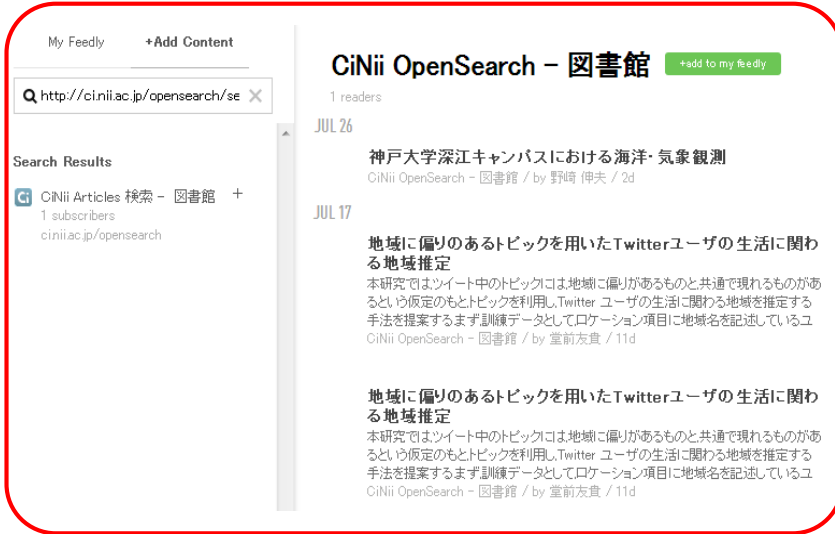 My Feedly
+Add Content
http://ci.nii.ac.jp/opensearch/se
Search Results
CiNii Articles 検索 - 図書館
1 subscribers
ci.nii.ac.jp/opensearch
CiNii OpenSearch - 図書館
+add to my feedly
1 readers
JUL 26
神戸大学深江キャンパスにおける海洋・気象観測
CiNii OpenSearch - 図書館 / by 野崎 伸夫 / 2d
JUL 17
地域に偏りのあるトピックを用いたTwitterユーザの生活に関わ
る地域推定
本研究では,ツイート中のトピックには,地域に偏りがあるものと,共通で現れるものがあ
るという仮定のもと,トピックを利用し,Twitter ユーザの生活に関わる地域を推定する
手法を提案するまず,訓練データとして,ロケーション項目に地域名を記述しているユ
CiNii OpenSearch - 図書館 / by 堂前友貴 / 11d
地域に偏りのあるトピックを用いたTwitterユーザの生活に関わ
る地域推定
本研究では,ツイート中のトピックには,地域に偏りがあるものと,共通で現れるものがあ
るという仮定のもと,トピックを利用し,Twitter ユーザの生活に関わる地域を推定する
手法を提案するまず,訓練データとして,ロケーション項目に地域名を記述しているユ
CiNii OpenSearch - 図書館 / by 堂前友貴 / 11d